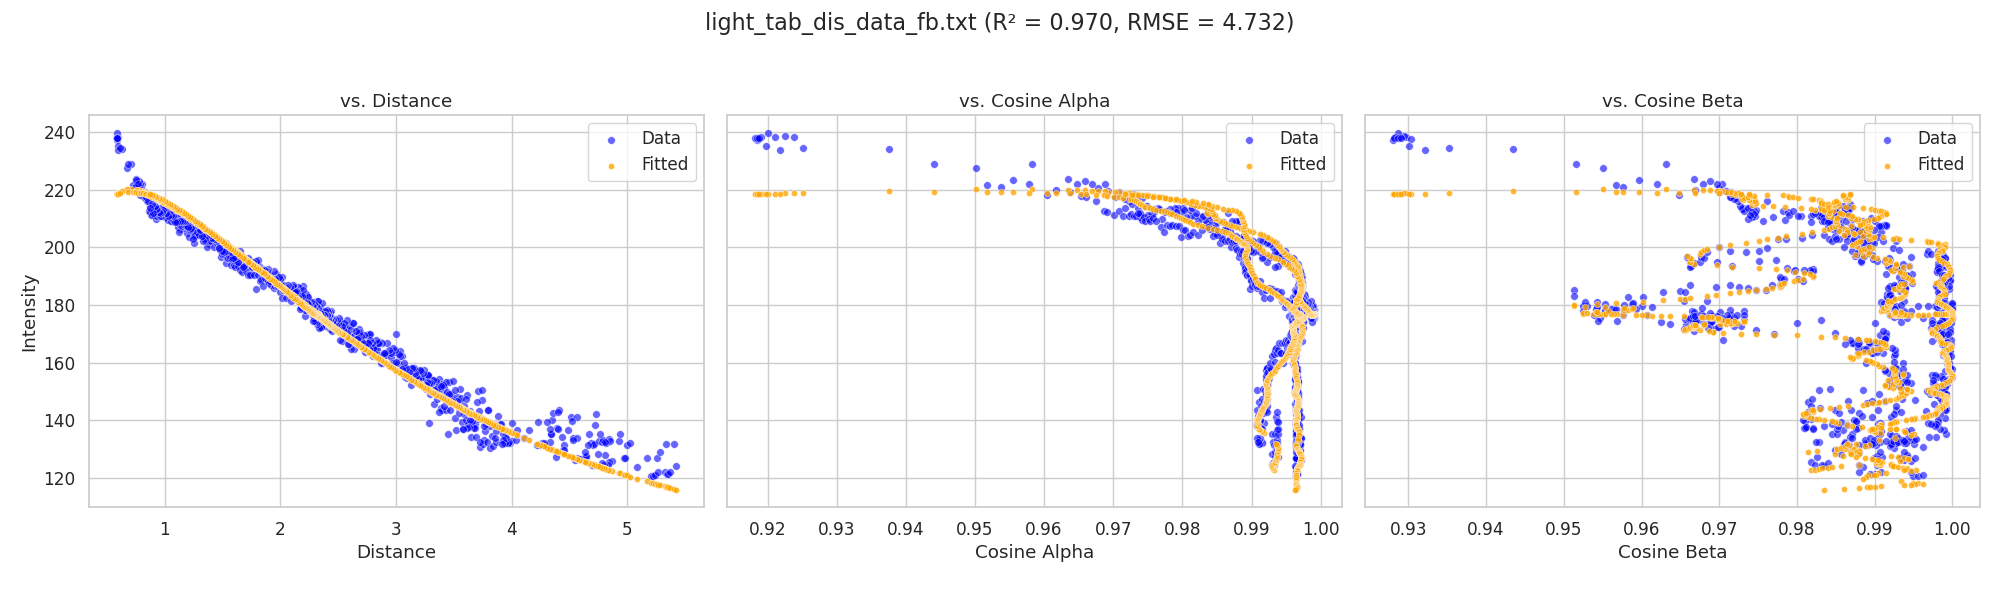 light_tab_dis_data_fb.txt (R² = 0.970, RMSE = 4.732)
vs. Distance
vs. Cosine Alpha
vs. Cosine Beta
Intensity
240
220
200
180
160
140
120
Data
Fitted
Data
Fitted
Data
Fitted
1 2 3 4 5
0.92 0.93 0.94 0.95 0.96 0.97 0.98 0.99 1.00
0.93 0.94 0.95 0.96 0.97 0.98 0.99 1.00
Distance
Cosine Alpha
Cosine Beta